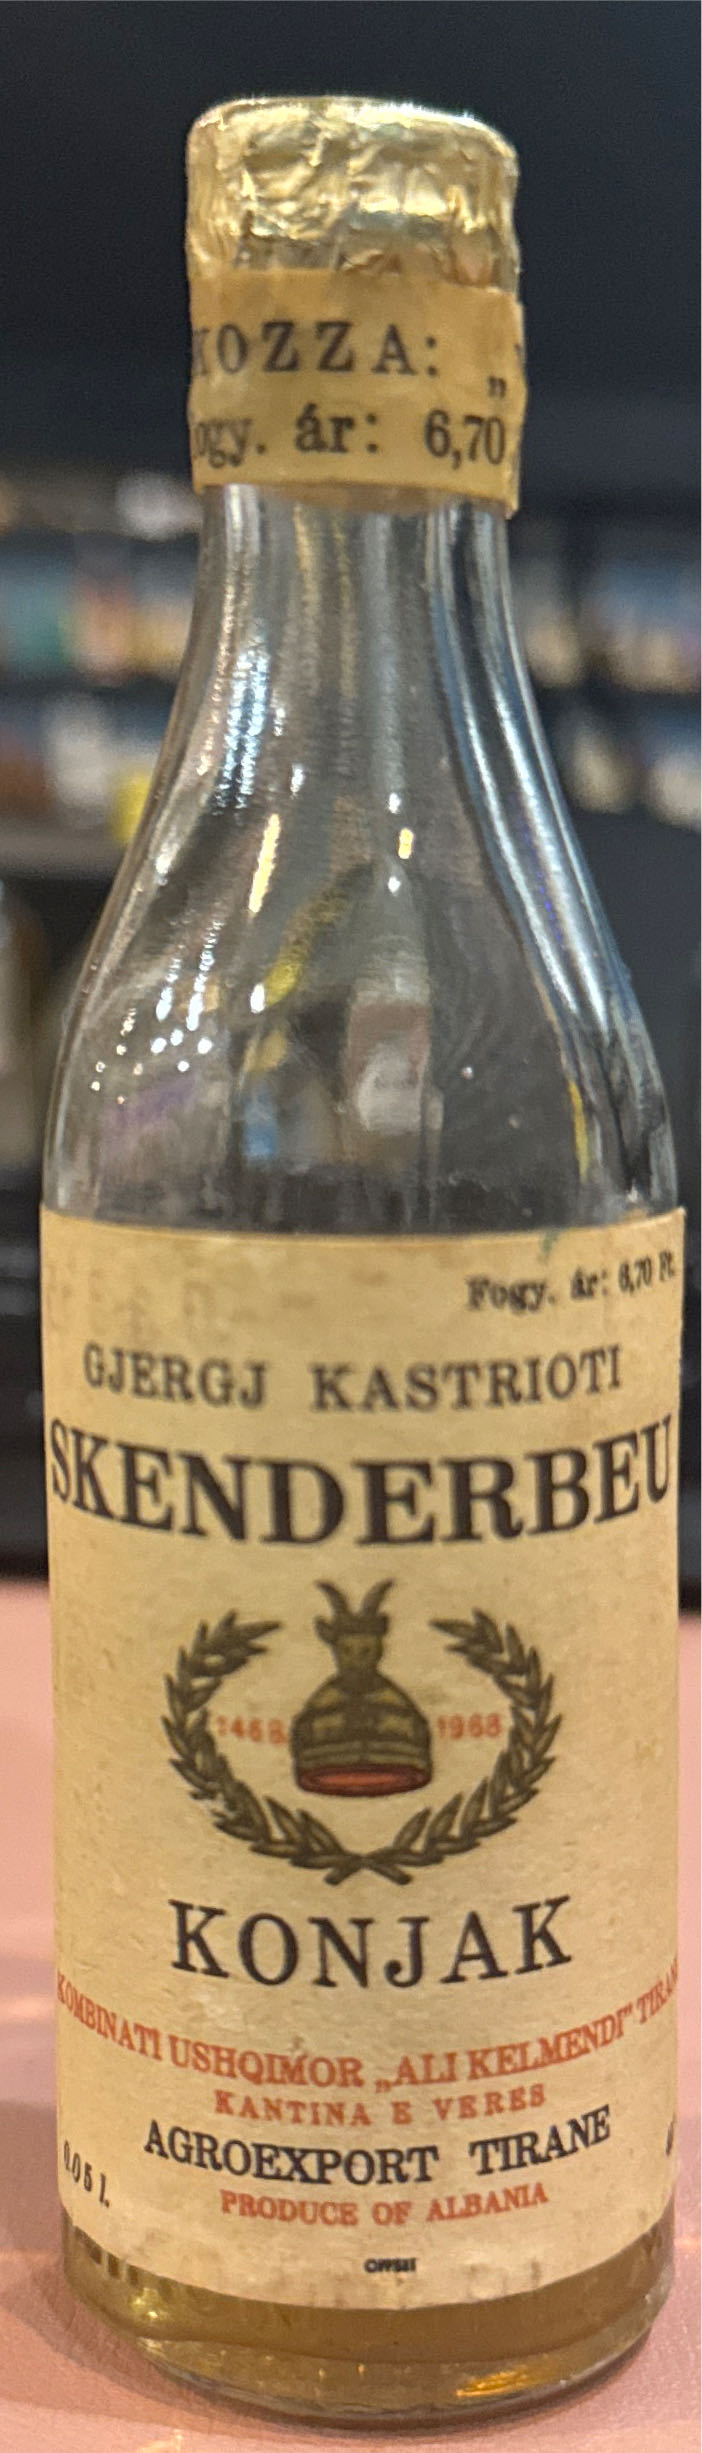 KOZZA: „
ogy. ár: 6,70
Fogy. ár: 6,70 Ft.
GJERGJ KASTRIOTI
SKENDERBEU
1468 1968
KONJAK
KOMBINATI USHQIMOR „ALI KELMENDI" TIRANE
KANTINA E VERES
AGROEXPORT TIRANE
0.05 l.
PRODUCE OF ALBANIA
OFFSET